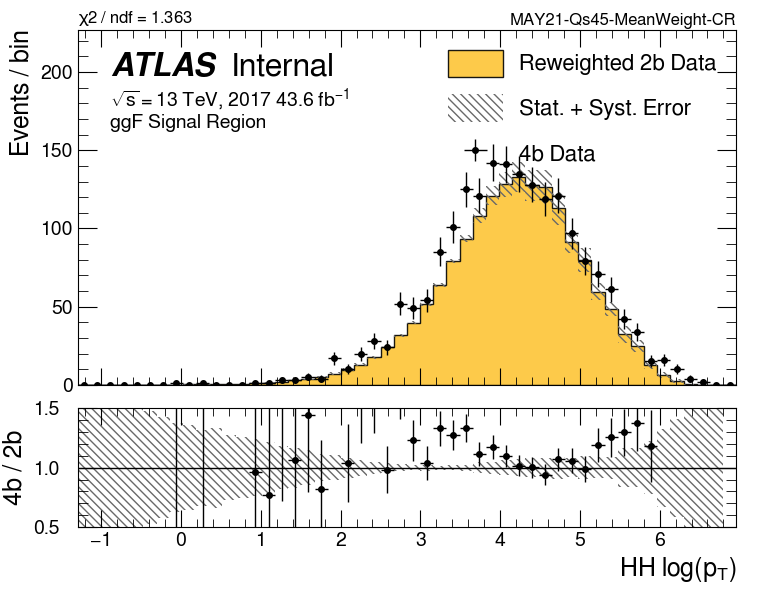 χ2 / ndf = 1.363
MAY21-Qs45-MeanWeight-CR
Events / bin
ATLAS Internal
√s = 13 TeV, 2017 43.6 fb⁻¹
ggF Signal Region
Reweighted 2b Data
Stat. + Syst. Error
4b Data
200
150
100
50
0
4b / 2b
1.5
1.0
0.5
−1 0 1 2 3 4 5 6
HH log(p_T)